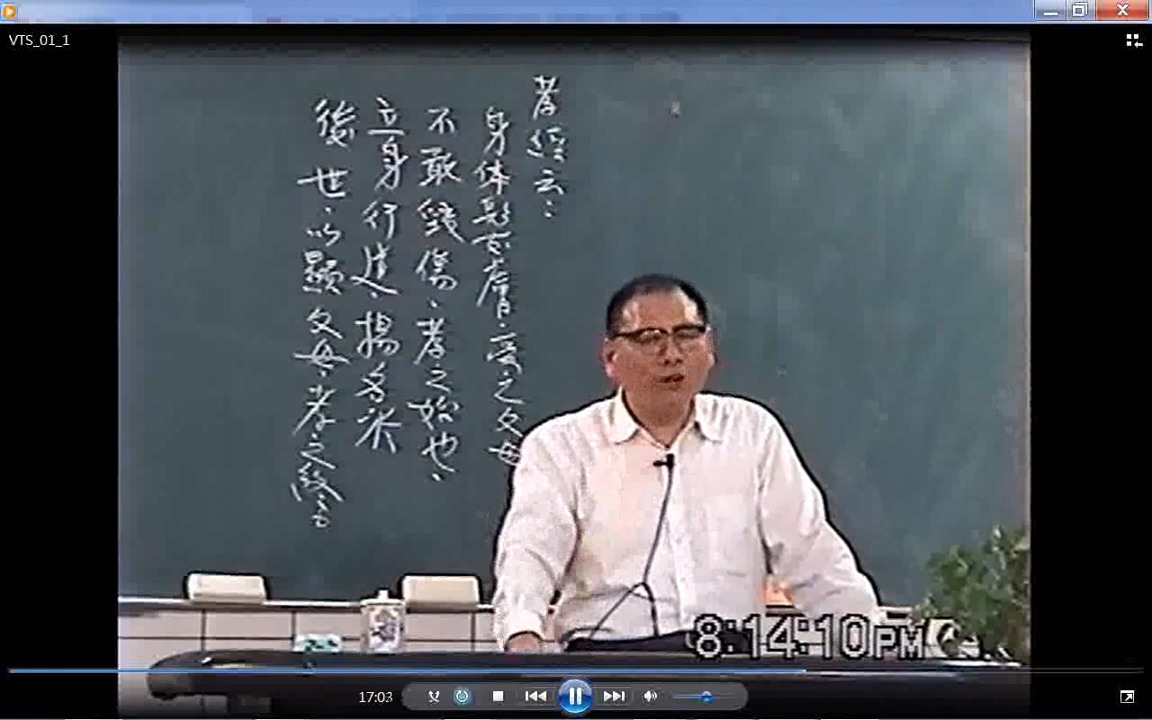 VTS_01_1
孝經云：
身体髮膚、受之父母
不敢毀傷、孝之始也、
立身行道、揚名於
後世、以顯父母、孝之終也
8:14:10PM
17:03